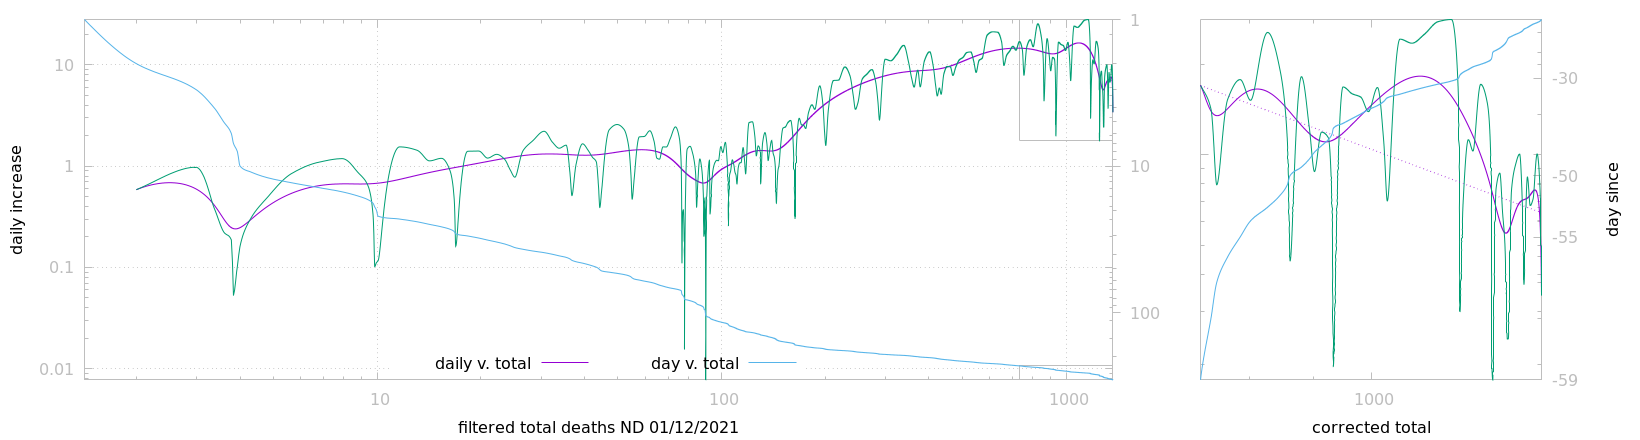 daily increase
10
1
0.1
0.01
1
10
100
daily v. total
day v. total
10
100
1000
filtered total deaths ND 01/12/2021
-30
-50
-55
-59
day since
1000
corrected total